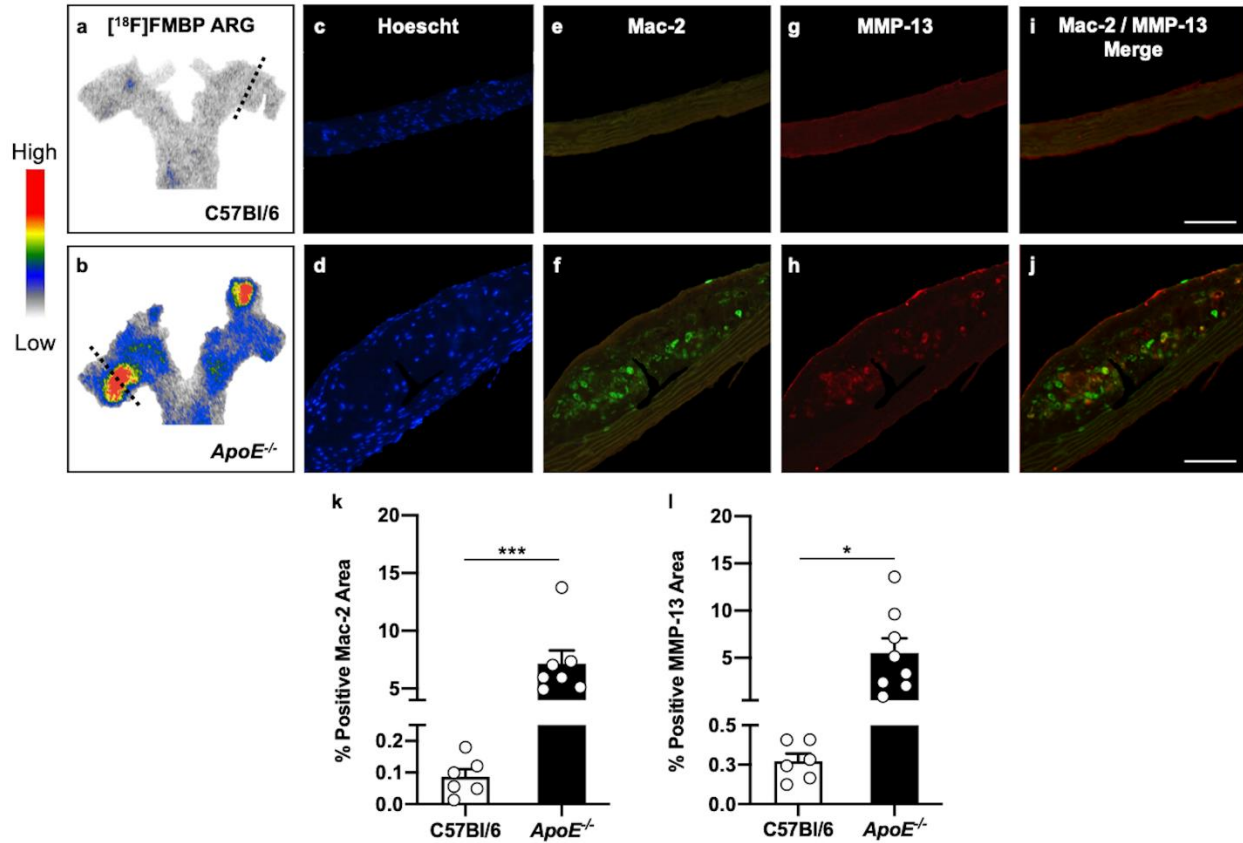 a [¹⁸F]FMBP ARG
c Hoescht
e Mac-2
g MMP-13
i Mac-2 / MMP-13
Merge
High
Low
C57Bl/6
b
d
f
h
j
ApoE-/-
k
20
15
10
5
0.2
0.1
0.0
% Positive Mac-2 Area
***
C57Bl/6 ApoE-/-
l
20
15
10
5
0.5
0.3
0.0
% Positive MMP-13 Area
*
C57Bl/6 ApoE-/-